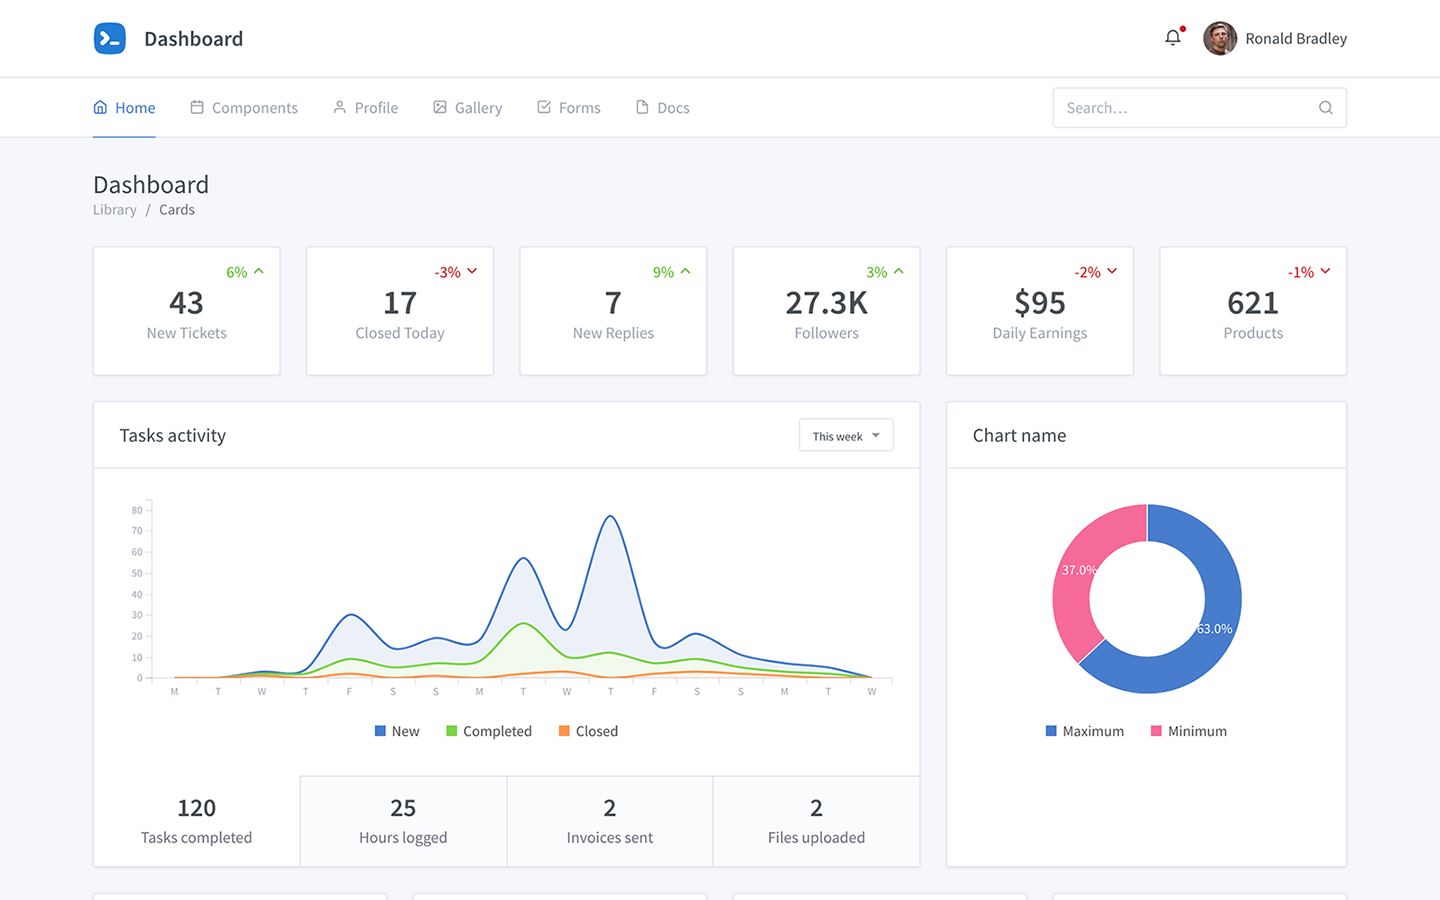 Dashboard
Ronald Bradley
Home
Components
Profile
Gallery
Forms
Docs
Search...
Dashboard
Library / Cards
6%
43
New Tickets
-3%
17
Closed Today
9%
7
New Replies
3%
27.3K
Followers
-2%
$95
Daily Earnings
-1%
621
Products
Tasks activity
This week
80
70
60
50
40
30
20
10
0
M T W T F S S M T W T F S S M T W
New Completed Closed
120
Tasks completed
25
Hours logged
2
Invoices sent
2
Files uploaded
Chart name
37.0%
63.0%
Maximum Minimum